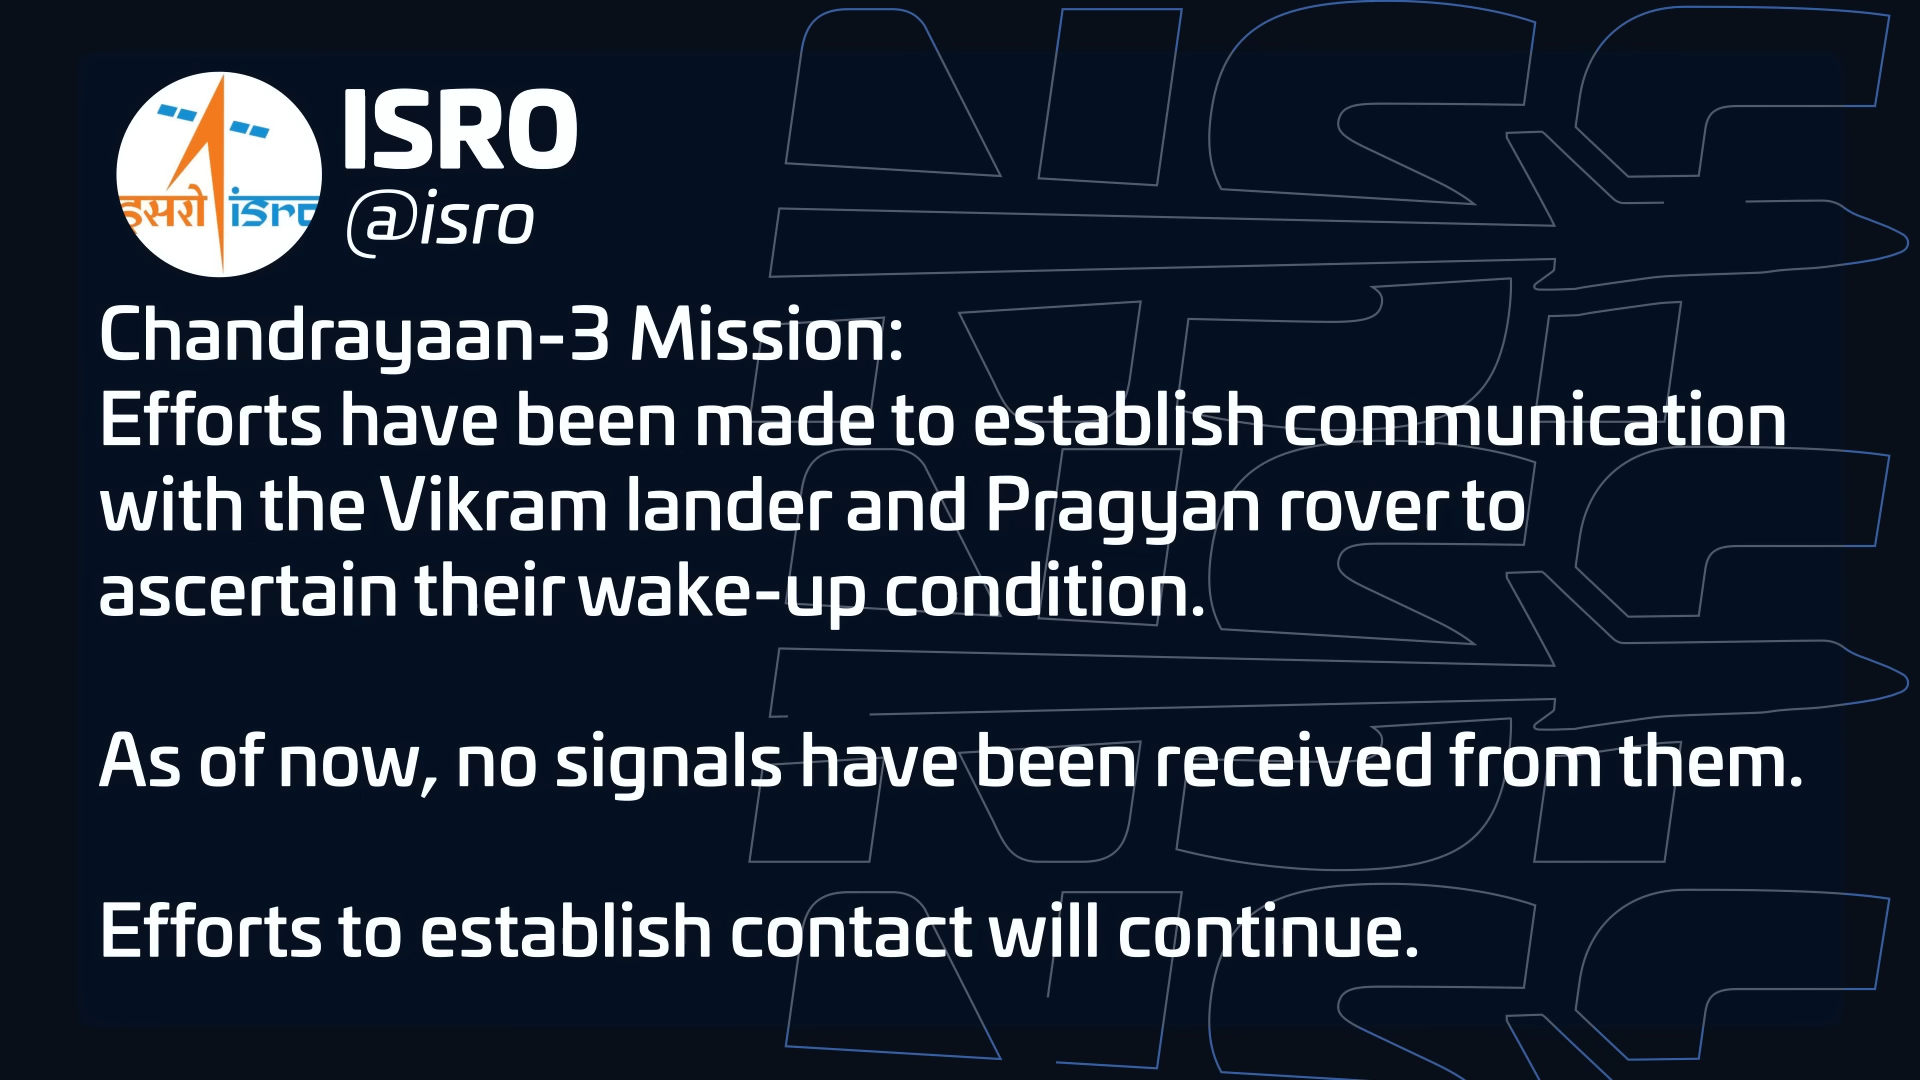 इसरो isro
ISRO
@isro
Chandrayaan-3 Mission:
Efforts have been made to establish communication
with the Vikram lander and Pragyan rover to
ascertain their wake-up condition.
As of now, no signals have been received from them.
Efforts to establish contact will continue.